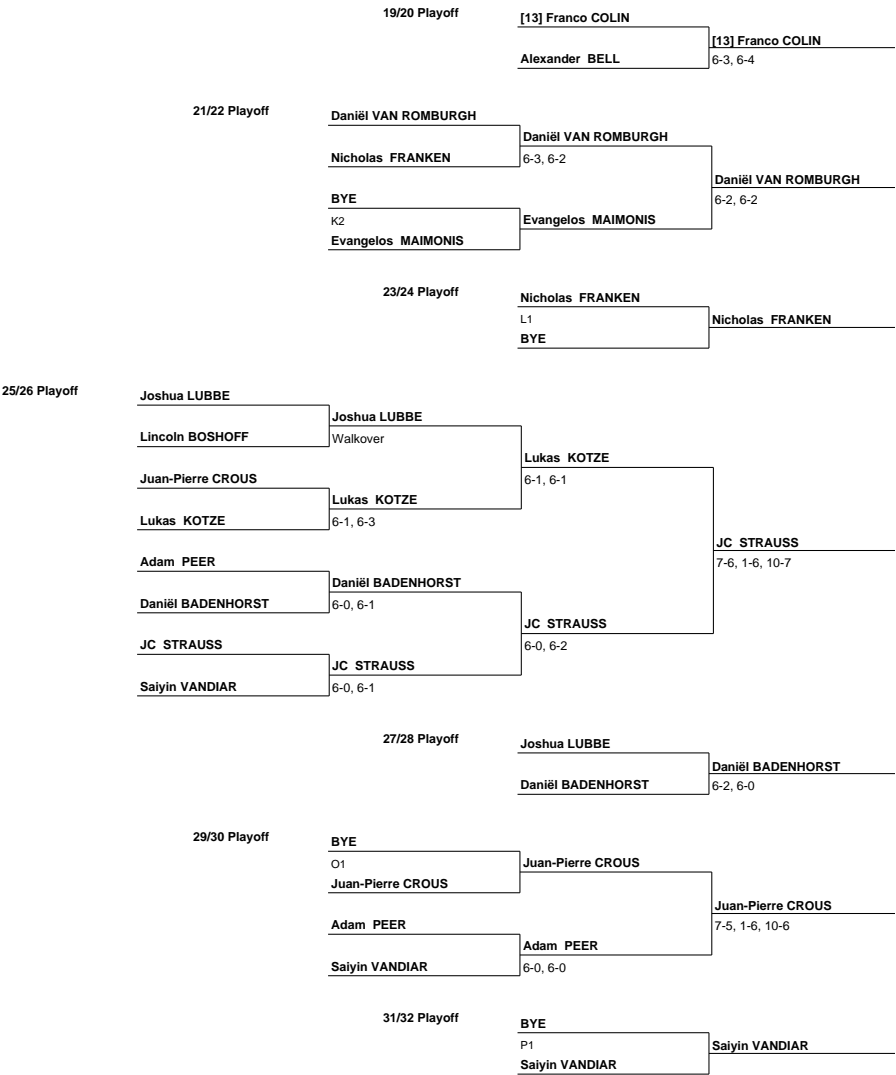 19/20 Playoff
[13] Franco COLIN
[13] Franco COLIN
Alexander BELL
6-3, 6-4
21/22 Playoff
Daniël VAN ROMBURGH
Daniël VAN ROMBURGH
Nicholas FRANKEN
6-3, 6-2
Daniël VAN ROMBURGH
BYE
6-2, 6-2
K2
Evangelos MAIMONIS
Evangelos MAIMONIS
23/24 Playoff
Nicholas FRANKEN
L1
Nicholas FRANKEN
BYE
25/26 Playoff
Joshua LUBBE
Joshua LUBBE
Lincoln BOSHOFF
Walkover
Lukas KOTZE
Juan-Pierre CROUS
6-1, 6-1
Lukas KOTZE
Lukas KOTZE
6-1, 6-3
JC STRAUSS
Adam PEER
7-6, 1-6, 10-7
Daniël BADENHORST
Daniël BADENHORST
6-0, 6-1
JC STRAUSS
JC STRAUSS
6-0, 6-2
JC STRAUSS
Saiyin VANDIAR
6-0, 6-1
27/28 Playoff
Joshua LUBBE
Daniël BADENHORST
Daniël BADENHORST
6-2, 6-0
29/30 Playoff
BYE
O1
Juan-Pierre CROUS
Juan-Pierre CROUS
Juan-Pierre CROUS
Adam PEER
7-5, 1-6, 10-6
Adam PEER
Saiyin VANDIAR
6-0, 6-0
31/32 Playoff
BYE
P1
Saiyin VANDIAR
Saiyin VANDIAR